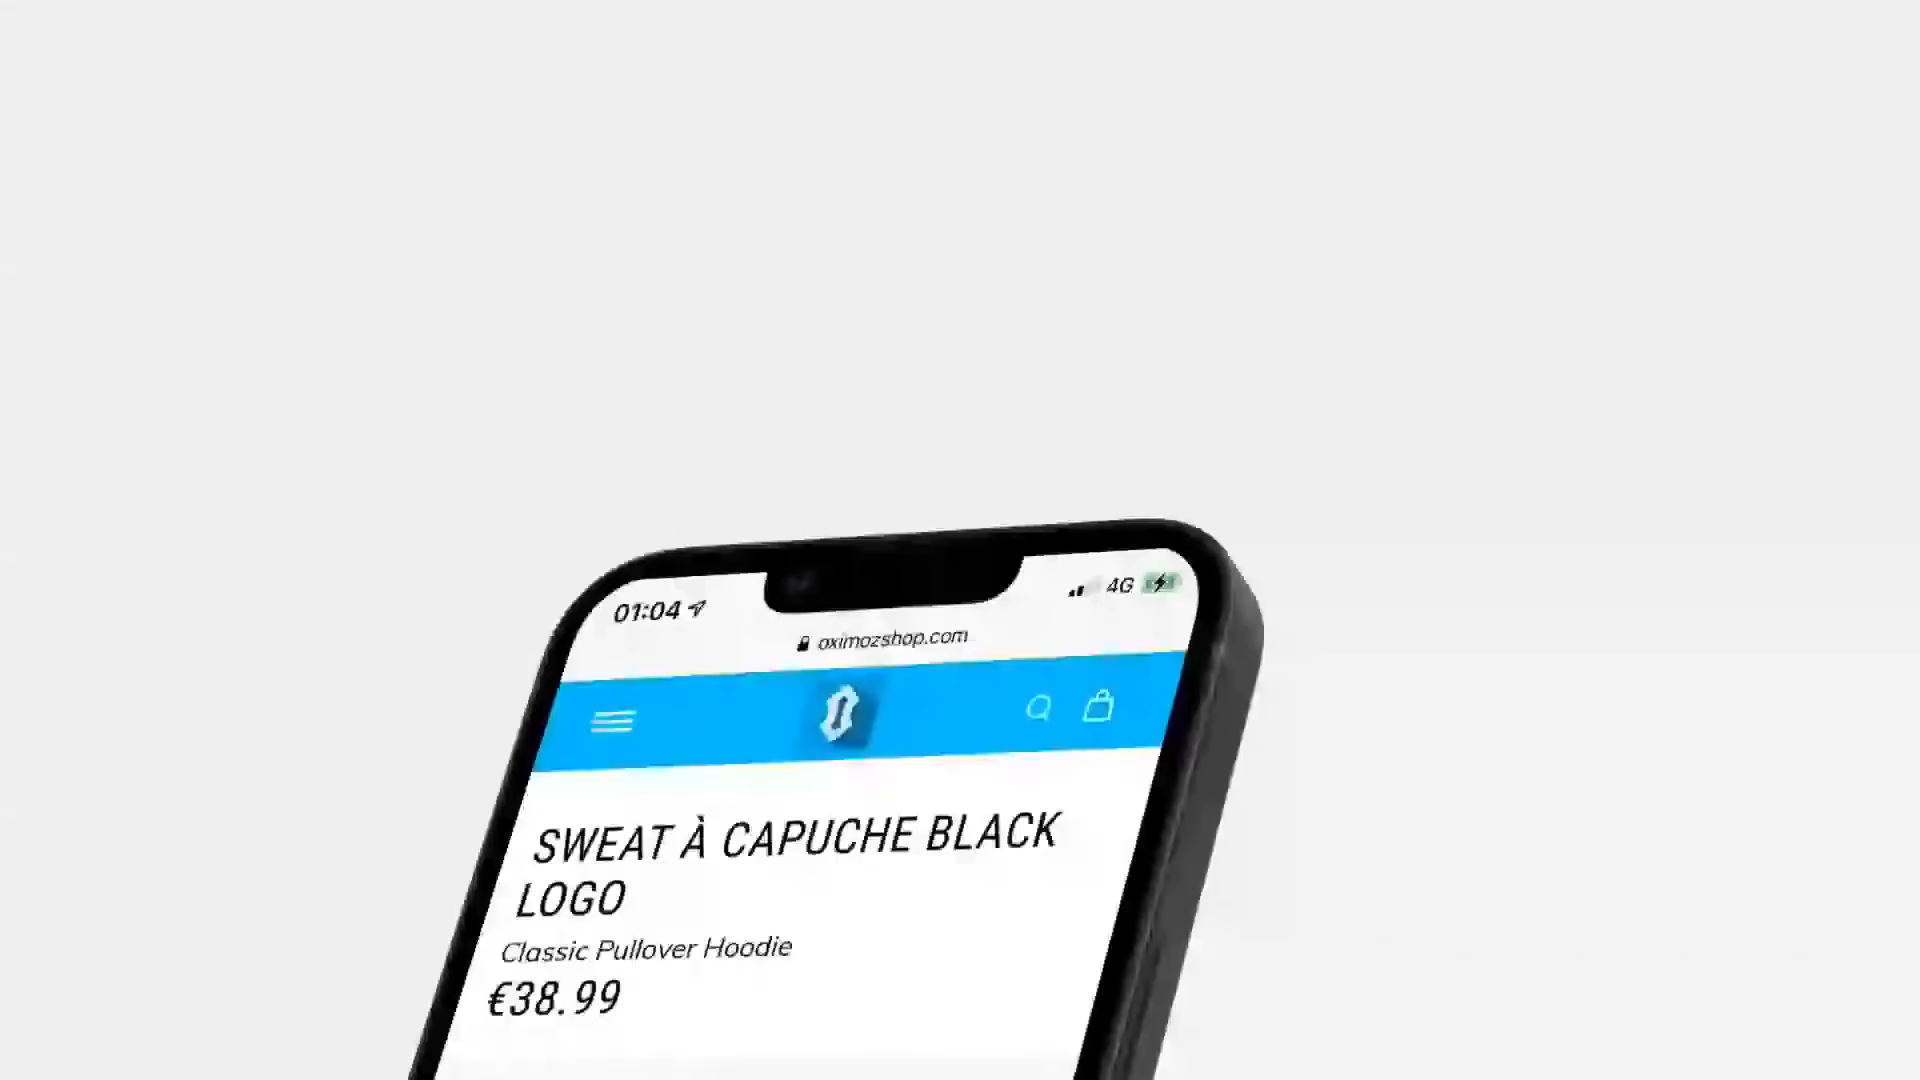 01:04
4G
oximozshop.com
SWEAT À CAPUCHE BLACK
LOGO
Classic Pullover Hoodie
€38.99